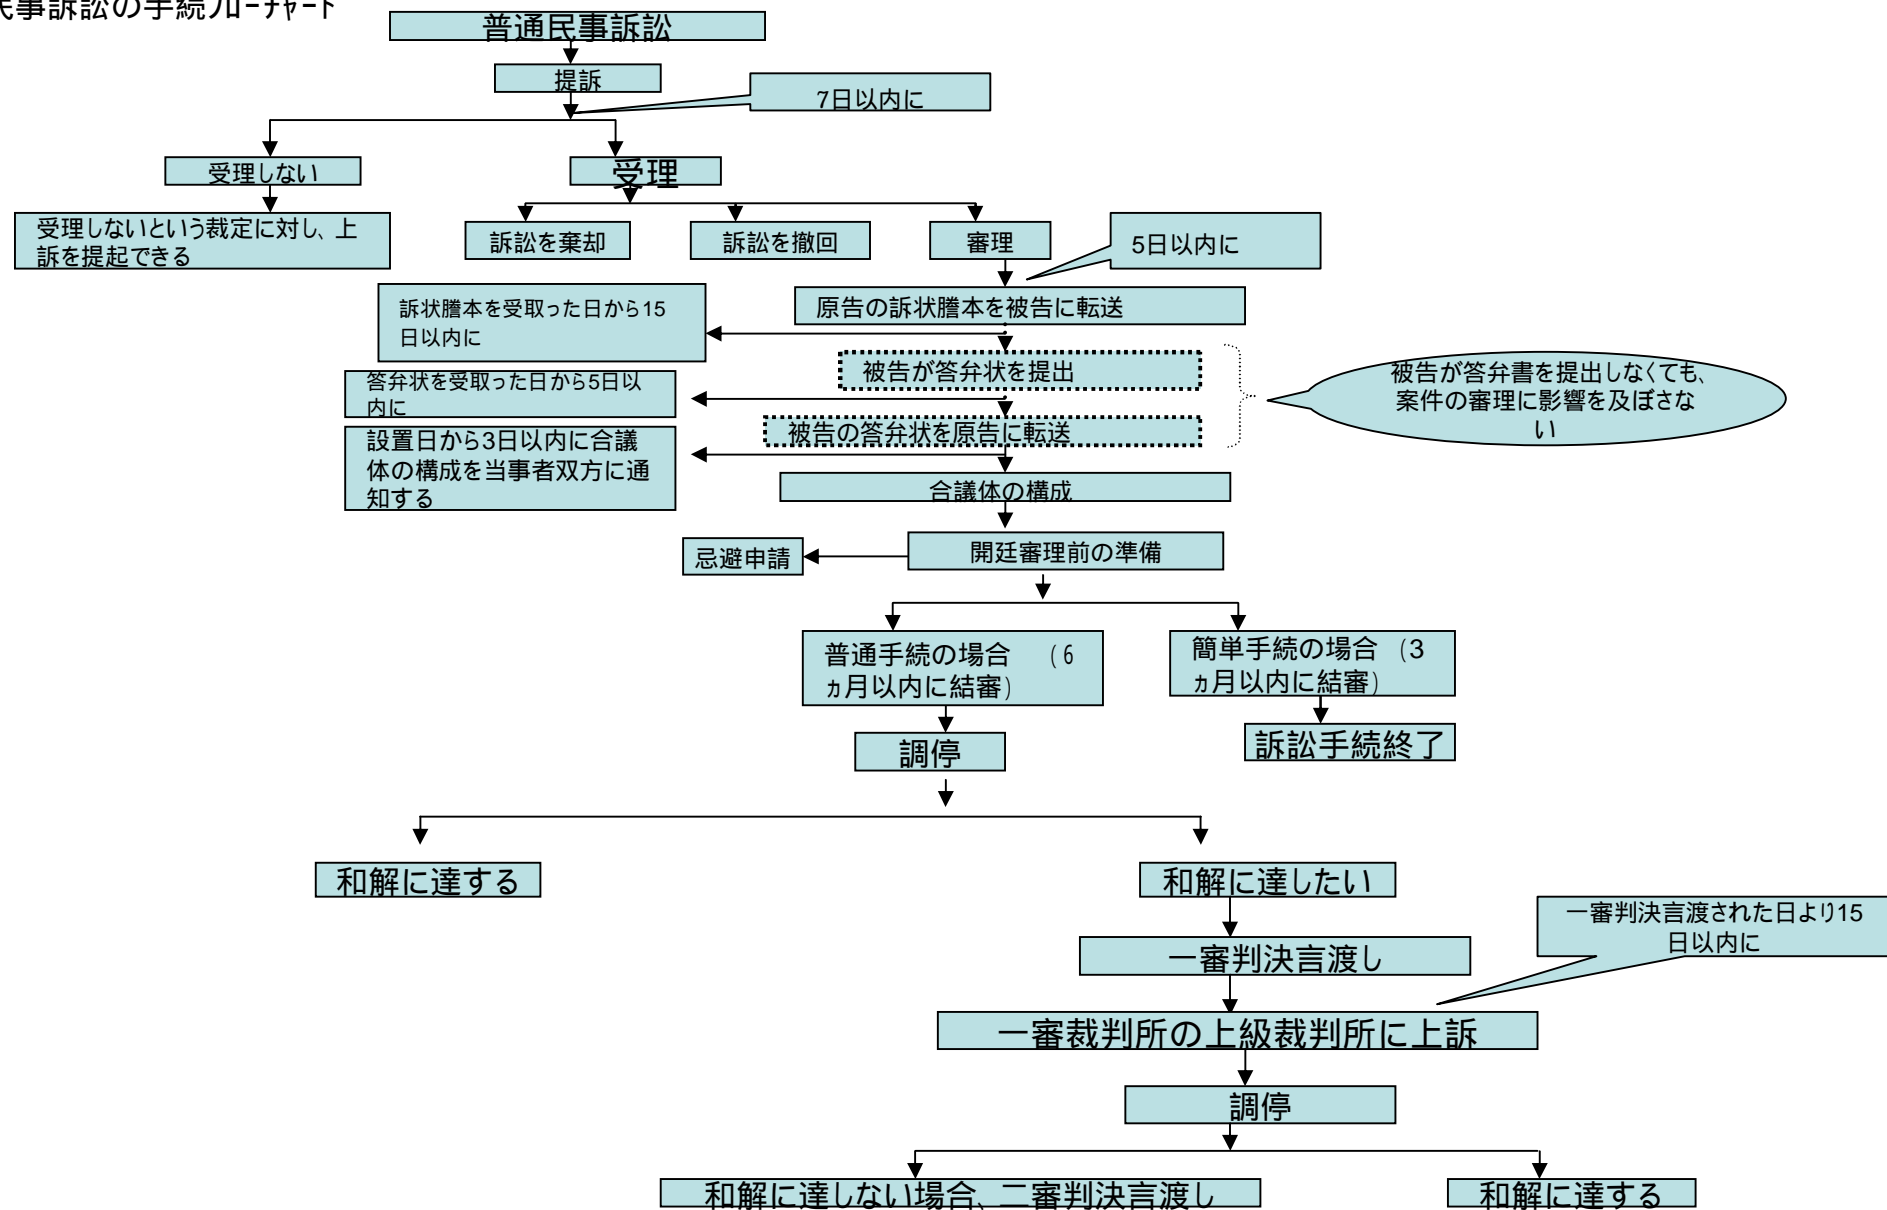 民事訴訟の手続フローチャート
普通民事訴訟
提訴
7日以内に
受理しない
受理
受理しないという裁定に対し、上
訴を提起できる
訴訟を棄却
訴訟を撤回
審理
5日以内に
原告の訴状謄本を被告に転送
訴状謄本を受取った日から15
日以内に
被告が答弁状を提出
被告が答弁書を提出しなくても、
案件の審理に影響を及ぼさな
い
答弁状を受取った日から5日以
内に
被告の答弁状を原告に転送
設置日から3日以内に合議
体の構成を当事者双方に通
知する
合議体の構成
忌避申請
開廷審理前の準備
普通手続の場合 (6
ヵ月以内に結審)
簡単手続の場合 (3
ヵ月以内に結審)
訴訟手続終了
調停
和解に達する
和解に達したい
一審判決言渡された日より15
日以内に
一審判決言渡し
一審裁判所の上級裁判所に上訴
調停
和解に達しない場合、二審判決言渡し
和解に達する